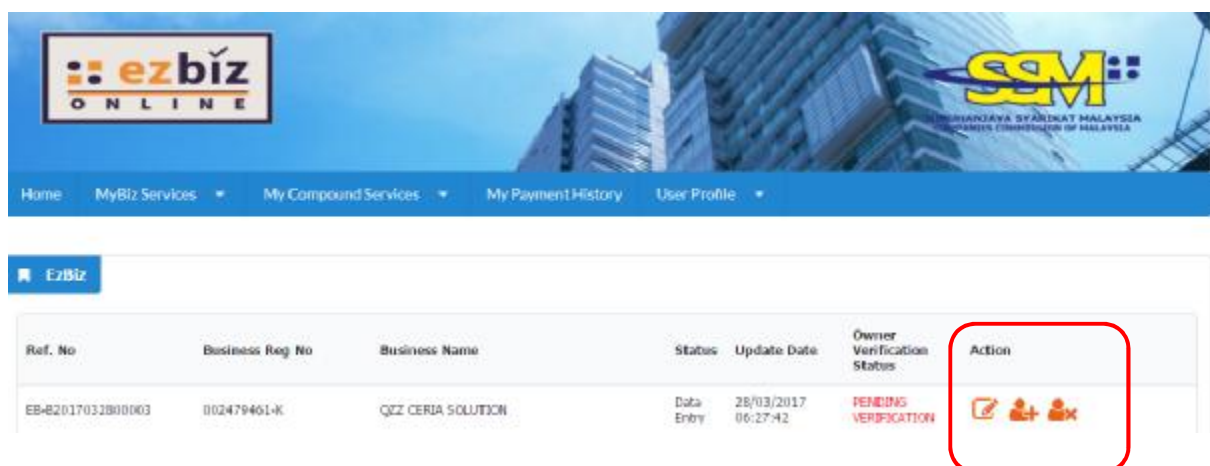 ezbiz
ONLINE
SSM
SURUHANJAYA SYARIKAT MALAYSIA
COMPANIES COMMISSION OF MALAYSIA
Home MyBiz Services My Compound Services My Payment History User Profile
EzBiz
Ref. No Business Reg No Business Name Status Update Date Owner Verification Status Action
EB-B2017032800003 002479461-K QZZ CERIA SOLUTION Data Entry 28/03/2017 06:27:42 PENDING VERIFICATION